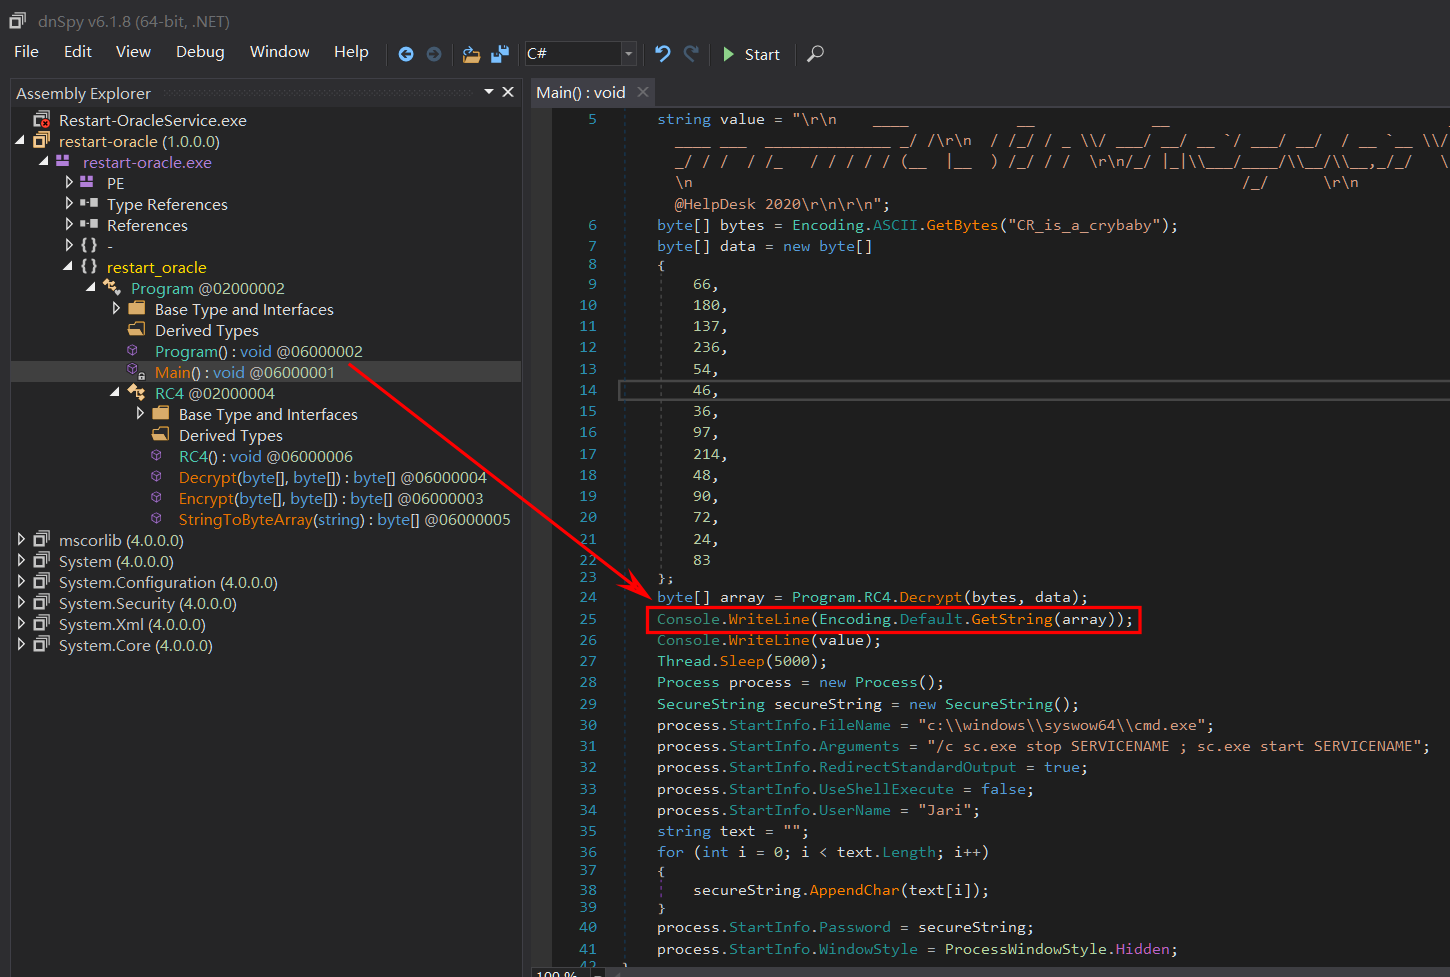 dnSpy v6.1.8 (64-bit, .NET)
File Edit View Debug Window Help C# Start
Assembly Explorer
Restart-OracleService.exe
restart-oracle (1.0.0.0)
restart-oracle.exe
PE
Type References
References
{ } -
{ } restart_oracle
Program @02000002
Base Type and Interfaces
Derived Types
Program() : void @06000002
Main() : void @06000001
RC4 @02000004
Base Type and Interfaces
Derived Types
RC4() : void @06000006
Decrypt(byte[], byte[]) : byte[] @06000004
Encrypt(byte[], byte[]) : byte[] @06000003
StringToByteArray(string) : byte[] @06000005
mscorlib (4.0.0.0)
System (4.0.0.0)
System.Configuration (4.0.0.0)
System.Security (4.0.0.0)
System.Xml (4.0.0.0)
System.Core (4.0.0.0)
Main() : void
5 string value = "\r\n    ____                __             __
____ ___  ______________ _/ /\r\n  / /_/ / _ \\/ ___/ __/ __ `/ ___/ __/  / __ `__ \\/
_/ / /  / /_   / / / / / (__  |__  ) /_/ / /  \r\n/_/ |_|\\___/____/\\__/\\__,_/_/   \
\n                                              /_/      \r\n
@HelpDesk 2020\r\n\r\n";
6 byte[] bytes = Encoding.ASCII.GetBytes("CR_is_a_crybaby");
7 byte[] data = new byte[]
8 {
9 66,
10 180,
11 137,
12 236,
13 54,
14 46,
15 36,
16 97,
17 214,
18 48,
19 90,
20 72,
21 24,
22 83
23 };
24 byte[] array = Program.RC4.Decrypt(bytes, data);
25 Console.WriteLine(Encoding.Default.GetString(array));
26 Console.WriteLine(value);
27 Thread.Sleep(5000);
28 Process process = new Process();
29 SecureString secureString = new SecureString();
30 process.StartInfo.FileName = "c:\\windows\\syswow64\\cmd.exe";
31 process.StartInfo.Arguments = "/c sc.exe stop SERVICENAME ; sc.exe start SERVICENAME";
32 process.StartInfo.RedirectStandardOutput = true;
33 process.StartInfo.UseShellExecute = false;
34 process.StartInfo.UserName = "Jari";
35 string text = "";
36 for (int i = 0; i < text.Length; i++)
37 {
38 secureString.AppendChar(text[i]);
39 }
40 process.StartInfo.Password = secureString;
41 process.StartInfo.WindowStyle = ProcessWindowStyle.Hidden;
42
100 %